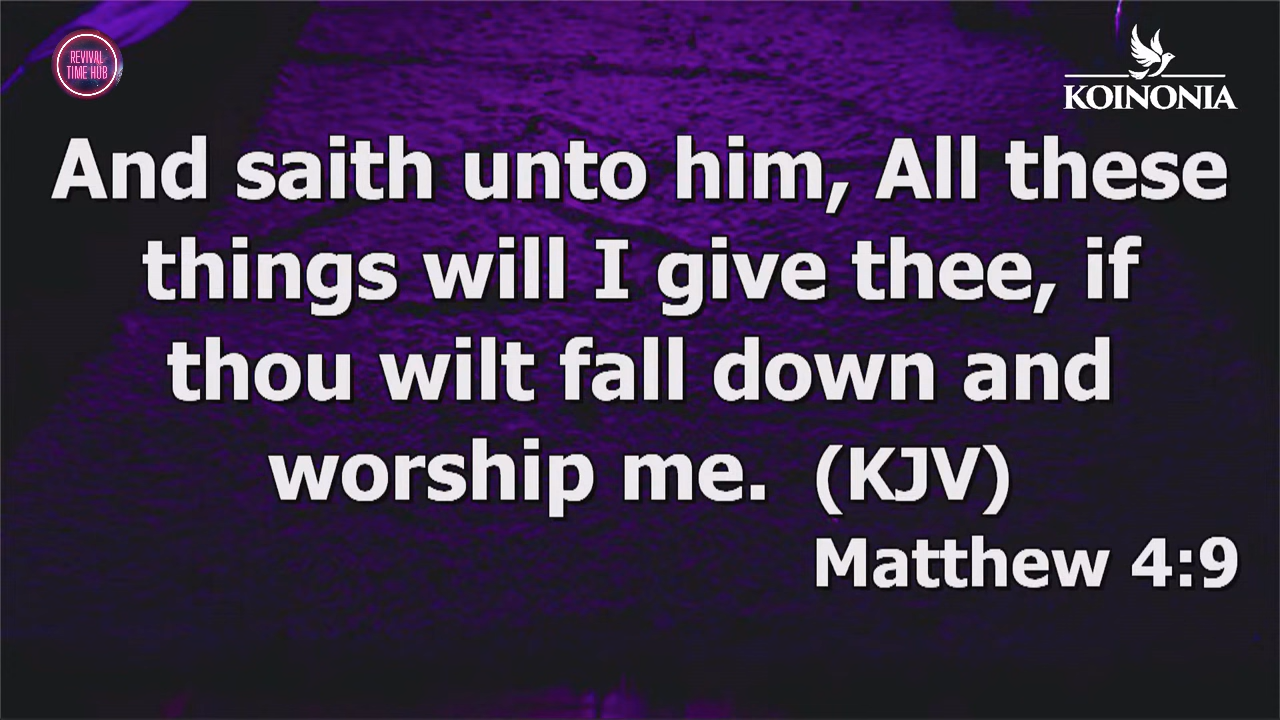 REVIVAL
TIME HUB
KOINONIA
And saith unto him, All these
things will I give thee, if
thou wilt fall down and
worship me. (KJV)
Matthew 4:9